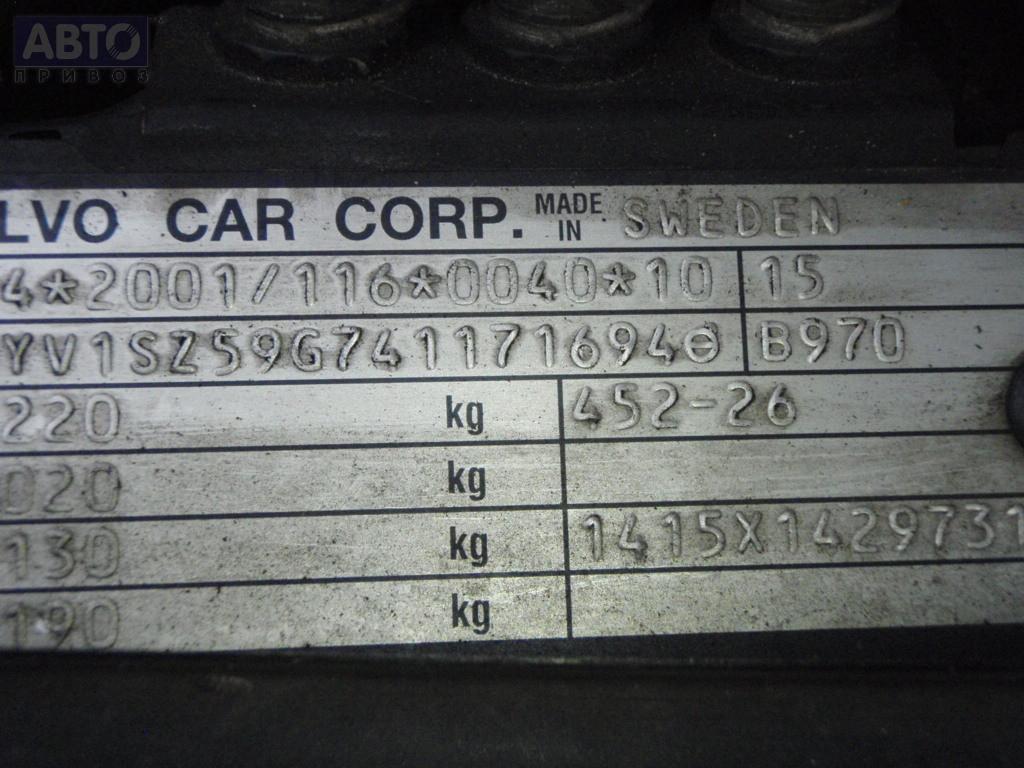 АВТО
ПРИВОЗ
LVO CAR CORP. MADE IN SWEDEN
4*2001/116*0040*10 15
YV1SZ59G741171694⊖ B970
220 kg 452-26
020 kg
130 kg 1415X1429731
190 kg